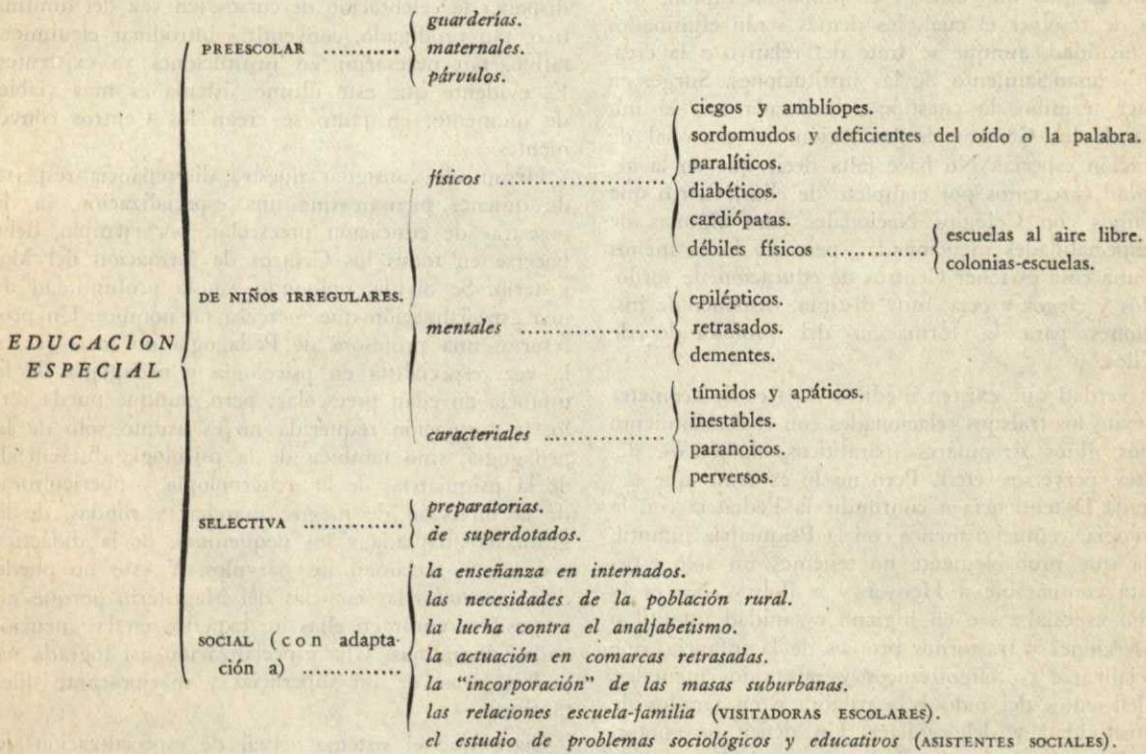 EDUCACION
ESPECIAL
PREESCOLAR ..........
guarderías.
maternales.
párvulos.
DE NIÑOS IRREGULARES.
físicos ......................
ciegos y amblíopes.
sordomudos y deficientes del oído o la palabra.
paralíticos.
diabéticos.
cardiópatas.
débiles físicos ..............
escuelas al aire libre.
colonias-escuelas.
mentales ..................
epilépticos.
retrasados.
dementes.
caracteriales ................
tímidos y apáticos.
inestables.
paranoicos.
perversos.
SELECTIVA ..............
preparatorias.
de superdotados.
SOCIAL (con adapta-
ción a)...................
la enseñanza en internados.
las necesidades de la población rural.
la lucha contra el analfabetismo.
la actuación en comarcas retrasadas.
la "incorporación" de las masas suburbanas.
las relaciones escuela-familia (VISITADORAS ESCOLARES).
el estudio de problemas sociológicos y educativos (ASISTENTES SOCIALES).